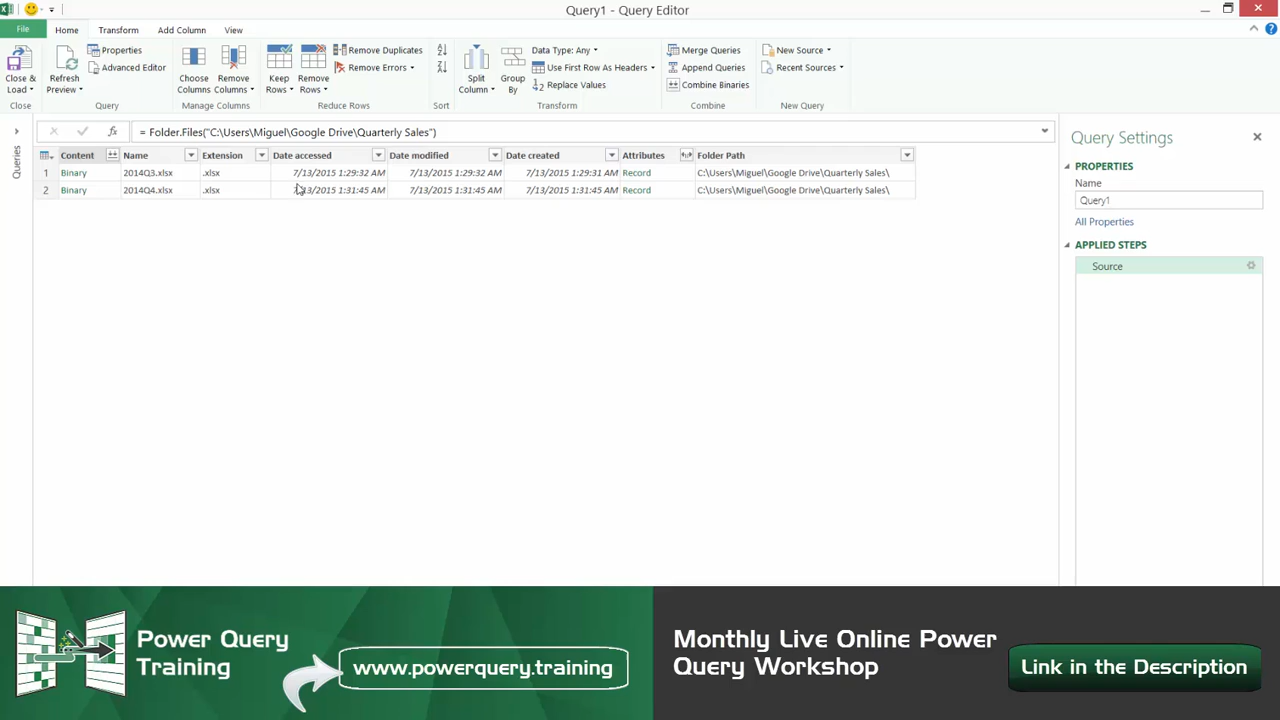 Query1 - Query Editor
File Home Transform Add Column View
Close & Load
Refresh Preview
Properties
Advanced Editor
Choose Columns
Remove Columns
Keep Rows
Remove Rows
Remove Duplicates
Remove Errors
Split Column
Group By
Data Type: Any
Use First Row As Headers
Replace Values
Merge Queries
Append Queries
Combine Binaries
New Source
Recent Sources
Close Query Manage Columns Reduce Rows Sort Transform Combine New Query
= Folder.Files("C:\Users\Miguel\Google Drive\Quarterly Sales")
Queries
Content Name Extension Date accessed Date modified Date created Attributes Folder Path
1 Binary 2014Q3.xlsx .xlsx 7/13/2015 1:29:32 AM 7/13/2015 1:29:32 AM 7/13/2015 1:29:31 AM Record C:\Users\Miguel\Google Drive\Quarterly Sales\
2 Binary 2014Q4.xlsx .xlsx 7/13/2015 1:31:45 AM 7/13/2015 1:31:45 AM 7/13/2015 1:31:45 AM Record C:\Users\Miguel\Google Drive\Quarterly Sales\
Query Settings
PROPERTIES
Name
Query1
All Properties
APPLIED STEPS
Source
Power Query
Training
www.powerquery.training
Monthly Live Online Power
Query Workshop
Link in the Description